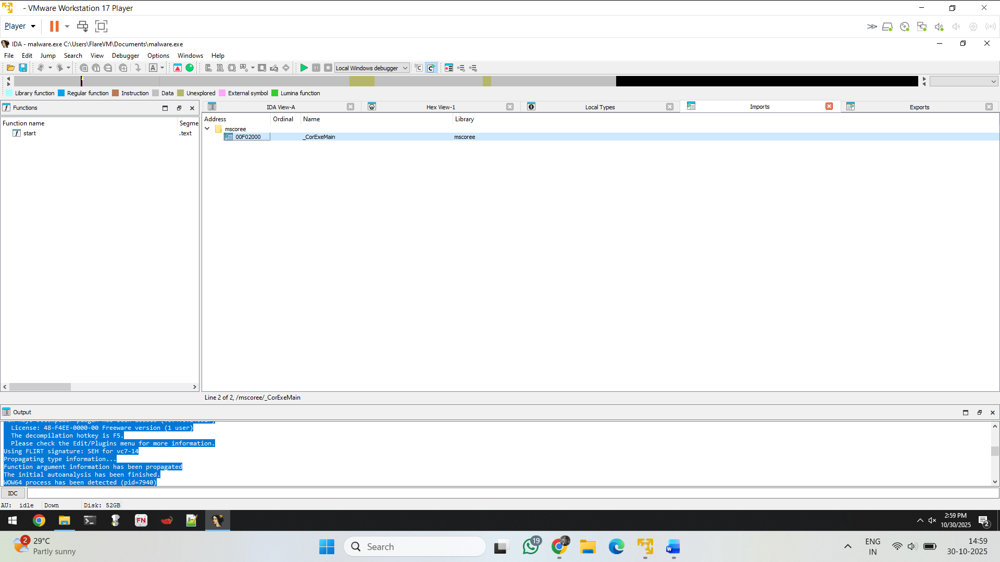 - VMware Workstation 17 Player
Player
IDA - malware.exe C:\Users\FlareVM\Documents\malware.exe
File Edit Jump Search View Debugger Options Windows Help
Local Windows debugger
Library function Regular function Instruction Data Unexplored External symbol Lumina function
Functions
IDA View-A Hex View-1 Local Types Imports Exports
Function name Segme
start .text
Address Ordinal Name Library
mscoree
00F02000 _CorExeMain mscoree
Line 2 of 2, /mscoree/_CorExeMain
Output
License: 48-F4EE-0000-00 Freeware version (1 user)
The decompilation hotkey is F5.
Please check the Edit/Plugins menu for more information.
Using FLIRT signature: SEH for vc7-14
Propagating type information...
Function argument information has been propagated
The initial autoanalysis has been finished.
WOW64 process has been detected (pid=7940)
IDC
AU: idle Down Disk: 52GB
FN
2:59 PM
10/30/2025
2
2
29°C
Partly sunny
Search
19
ENG
IN
14:59
30-10-2025